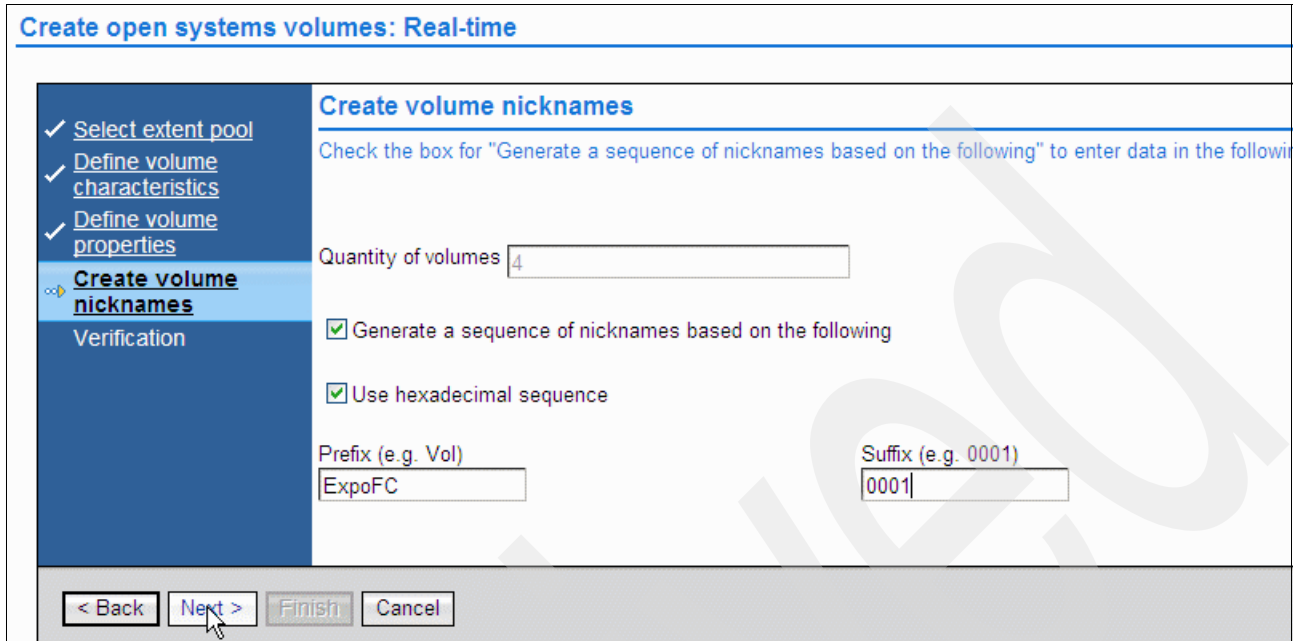 Create open systems volumes: Real-time
Select extent pool
Define volume
characteristics
Define volume
properties
Create volume
nicknames
Verification
Create volume nicknames
Check the box for "Generate a sequence of nicknames based on the following" to enter data in the
Quantity of volumes 4
Generate a sequence of nicknames based on the following
Use hexadecimal sequence
Prefix (e.g. Vol) Suffix (e.g. 0001)
ExpoFC 0001
< Back Next > Finish Cancel